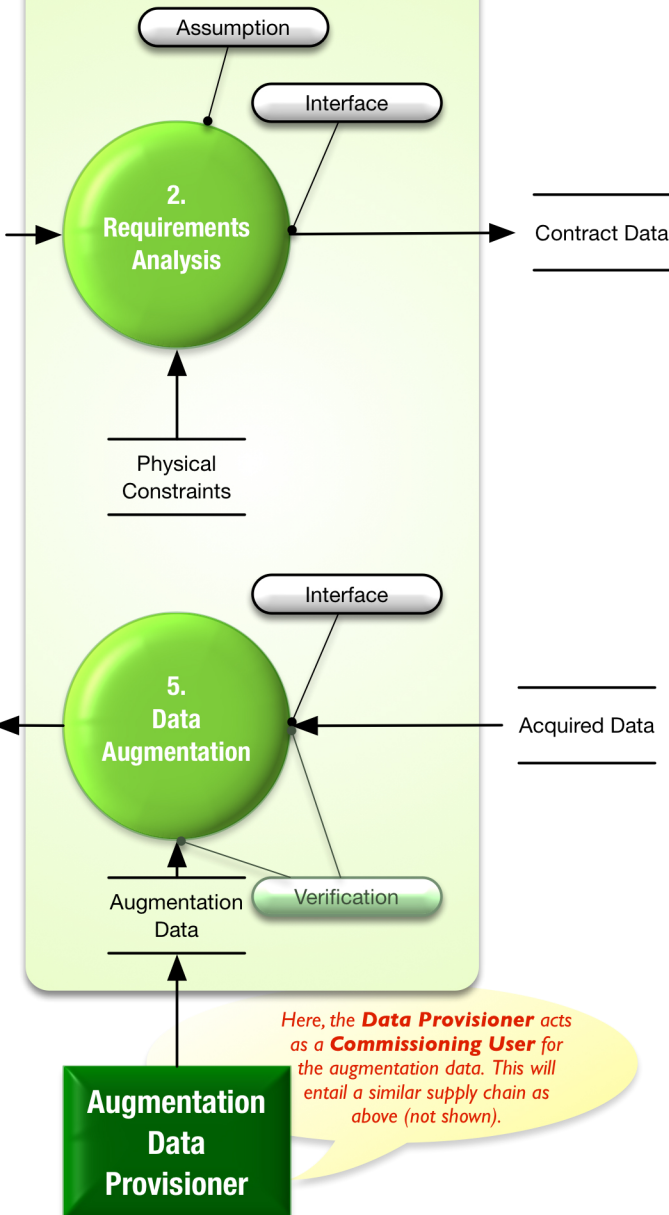 Assumption
Interface
2.
Requirements
Analysis
Contract Data
Physical
Constraints
Interface
5.
Data
Augmentation
Acquired Data
Augmentation
Data
Verification
Here, the Data Provisioner acts
as a Commissioning User for
the augmentation data. This will
entail a similar supply chain as
above (not shown).
Augmentation
Data
Provisioner